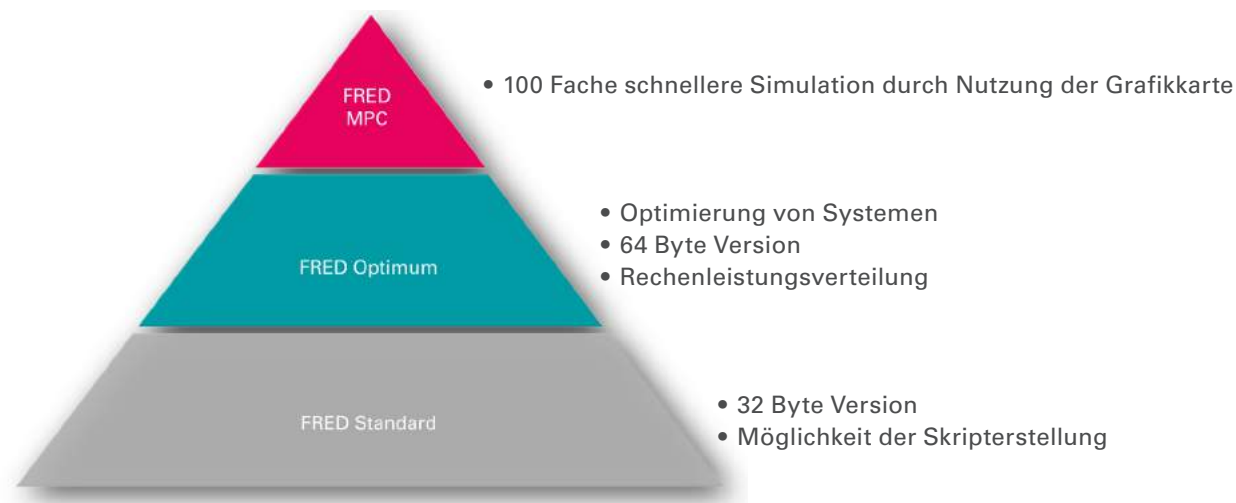 FRED
MPC
• 100 Fache schnellere Simulation durch Nutzung der Grafikkarte
FRED Optimum
• Optimierung von Systemen
• 64 Byte Version
• Rechenleistungsverteilung
FRED Standard
• 32 Byte Version
• Möglichkeit der Skripterstellung